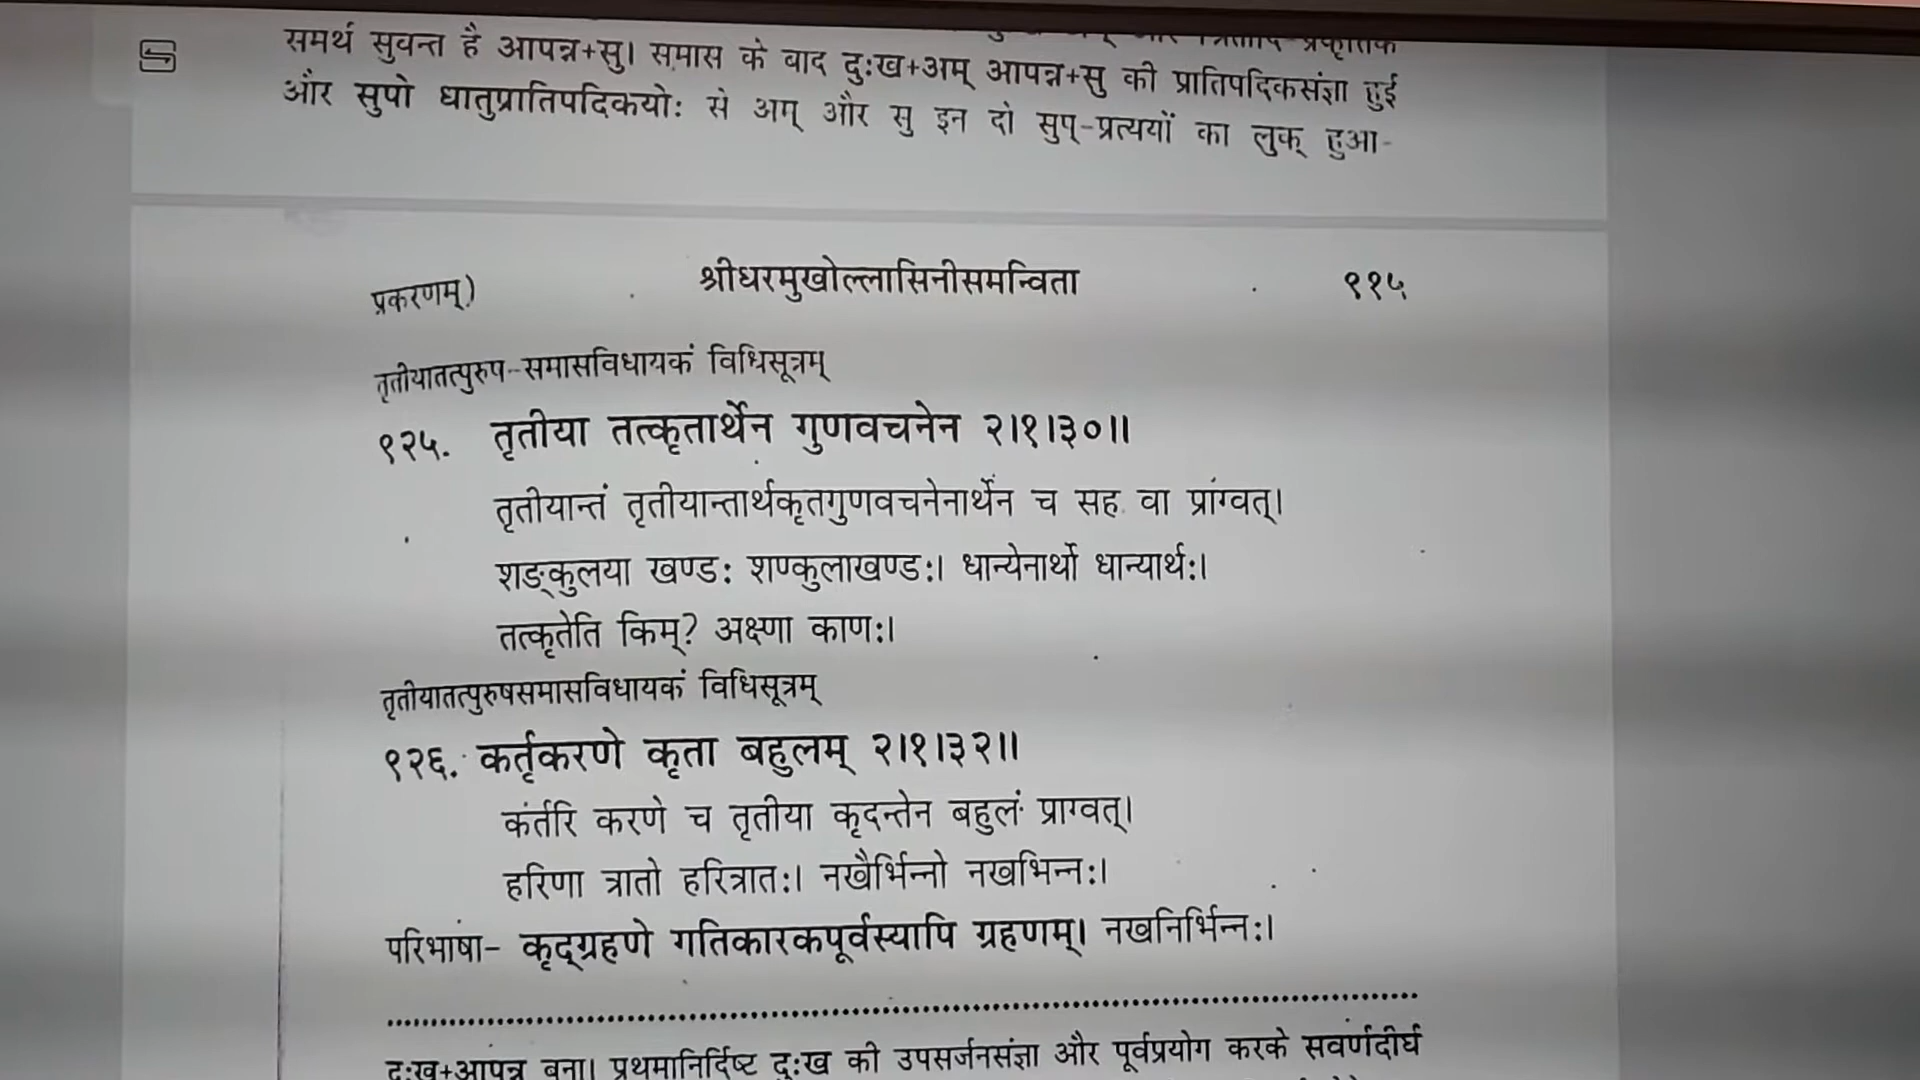 समर्थ सुवन्त है आपन्न+सु। समास के बाद दुःख+अम् आपन्न+सु की प्रातिपदिकसंज्ञा हुई
और सुपो धातुप्रातिपदिकयोः से अम् और सु इन दो सुप्-प्रत्ययों का लुक् हुआ-
प्रकरणम्) श्रीधरमुखोल्लासिनीसमन्विता ९१५
तृतीयातत्पुरुष-समासविधायकं विधिसूत्रम्
९२५. तृतीया तत्कृतार्थेन गुणवचनेन २।१।३०॥
तृतीयान्तं तृतीयान्तार्थकृतगुणवचनेनार्थेन च सह वा प्राग्वत्।
शङ्कुलया खण्डः शण्कुलाखण्डः। धान्येनार्थो धान्यार्थः।
तत्कृतेति किम्? अक्ष्णा काणः।
तृतीयातत्पुरुषसमासविधायकं विधिसूत्रम्
९२६. कर्तृकरणे कृता बहुलम् २।१।३२॥
कर्तरि करणे च तृतीया कृदन्तेन बहुलं प्राग्वत्।
हरिणा त्रातो हरित्रातः। नखैर्भिन्नो नखभिन्नः।
परिभाषा- कृद्ग्रहणे गतिकारकपूर्वस्यापि ग्रहणम्। नखनिर्भिन्नः।
दुःख+आपन्न बना। प्रथमानिर्दिष्ट दुःख की उपसर्जनसंज्ञा और पूर्वप्रयोग करके सवर्णदीर्घ